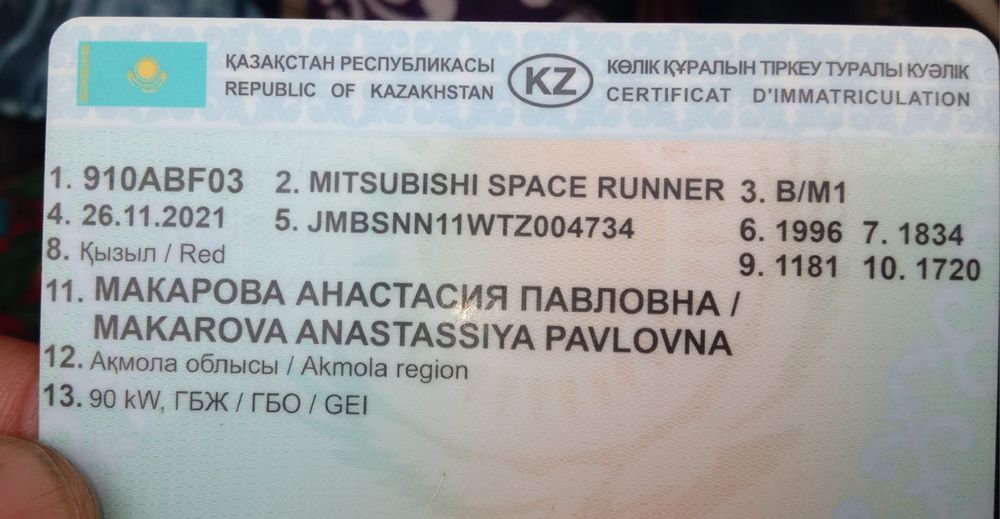 ҚАЗАҚСТАН РЕСПУБЛИКАСЫ
REPUBLIC OF KAZAKHSTAN
KZ
КӨЛІК ҚҰРАЛЫН ТІРКЕУ ТУРАЛЫ КУӘЛІК
CERTIFICAT D'IMMATRICULATION
1. 910ABF03 2. MITSUBISHI SPACE RUNNER 3. B/M1
4. 26.11.2021 5. JMBSNN11WTZ004734 6. 1996 7. 1834
8. Қызыл / Red 9. 1181 10. 1720
11. МАКАРОВА АНАСТАСИЯ ПАВЛОВНА /
MAKAROVA ANASTASSIYA PAVLOVNA
12. Ақмола облысы / Akmola region
13. 90 kW, ГБЖ / ГБО / GEI